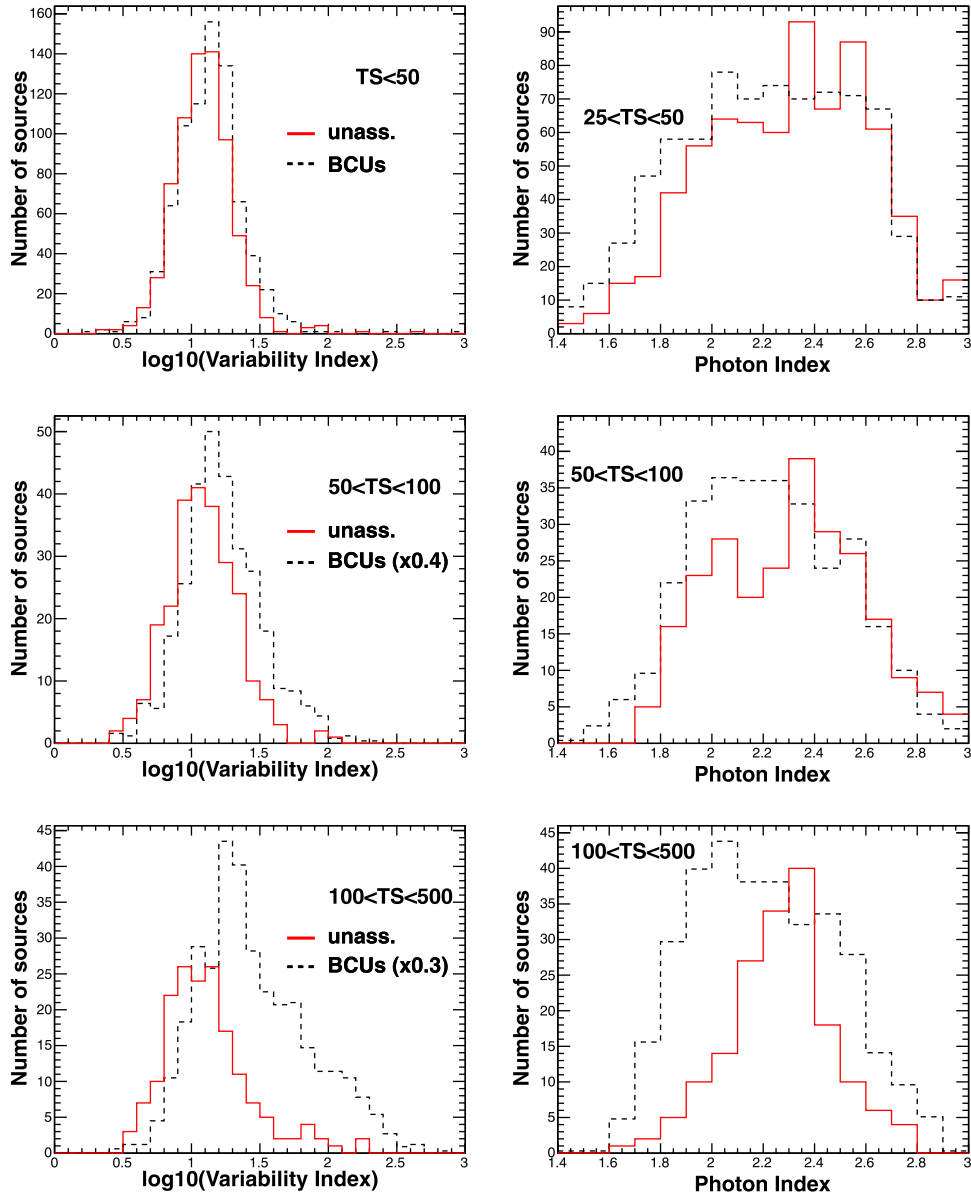 Number of sources
160
140
120
100
80
60
40
20
0
TS<50
unass.
BCUs
0 0.5 1 1.5 2 2.5 3
log10(Variability Index)
Number of sources
90
80
70
60
50
40
30
20
10
0
25<TS<50
1.4 1.6 1.8 2 2.2 2.4 2.6 2.8 3
Photon Index
Number of sources
50
40
30
20
10
0
50<TS<100
unass.
BCUs (x0.4)
0 0.5 1 1.5 2 2.5 3
log10(Variability Index)
Number of sources
40
35
30
25
20
15
10
5
0
50<TS<100
1.4 1.6 1.8 2 2.2 2.4 2.6 2.8 3
Photon Index
Number of sources
45
40
35
30
25
20
15
10
5
0
100<TS<500
unass.
BCUs (x0.3)
0 0.5 1 1.5 2 2.5 3
log10(Variability Index)
Number of sources
45
40
35
30
25
20
15
10
5
0
100<TS<500
1.4 1.6 1.8 2 2.2 2.4 2.6 2.8 3
Photon Index